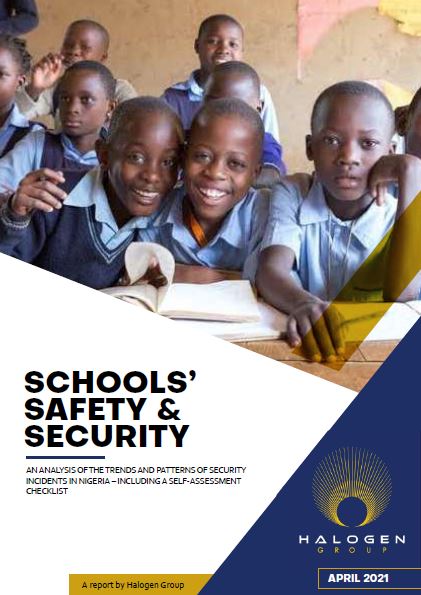 SCHOOLS'
SAFETY &
SECURITY
AN ANALYSIS OF THE TRENDS AND PATTERNS OF SECURITY
INCIDENTS IN NIGERIA – INCLUDING A SELF-ASSESSMENT
CHECKLIST
HALOGEN
GROUP
A report by Halogen Group
APRIL 2021